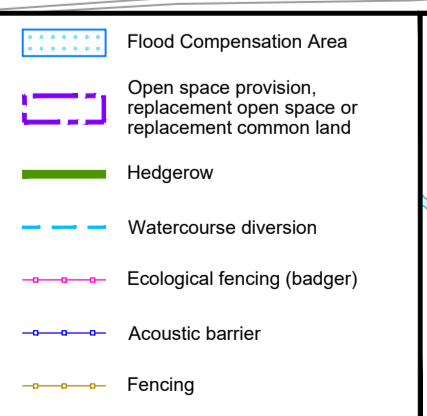 Flood Compensation Area
Open space provision,
replacement open space or
replacement common land
Hedgerow
Watercourse diversion
Ecological fencing (badger)
Acoustic barrier
Fencing